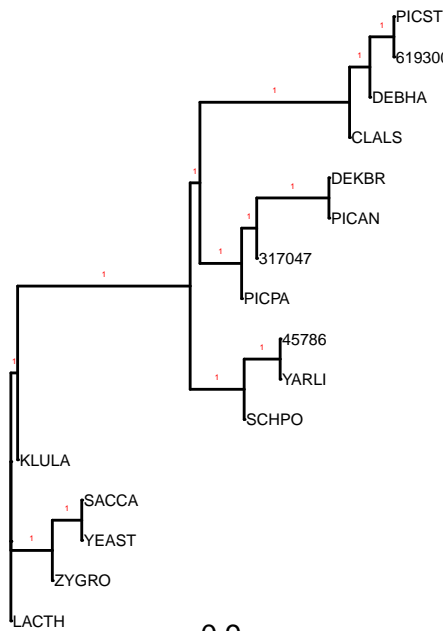 PICST
1
619300
1
DEBHA
1
CLALS
1
DEKBR
1
1
PICAN
1
317047
1
PICPA
1
45786
1
YARLI
SCHPO
1
KLULA
SACCA
1
YEAST
1
ZYGRO
LACTH